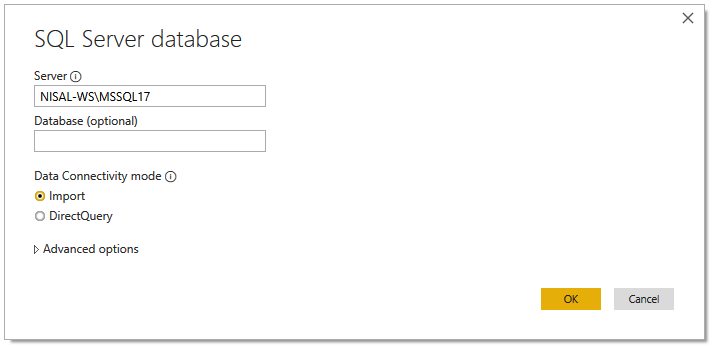 SQL Server database
Server
NISAL-WS\MSSQL17
Database (optional)
Data Connectivity mode
Import
DirectQuery
Advanced options
OK Cancel